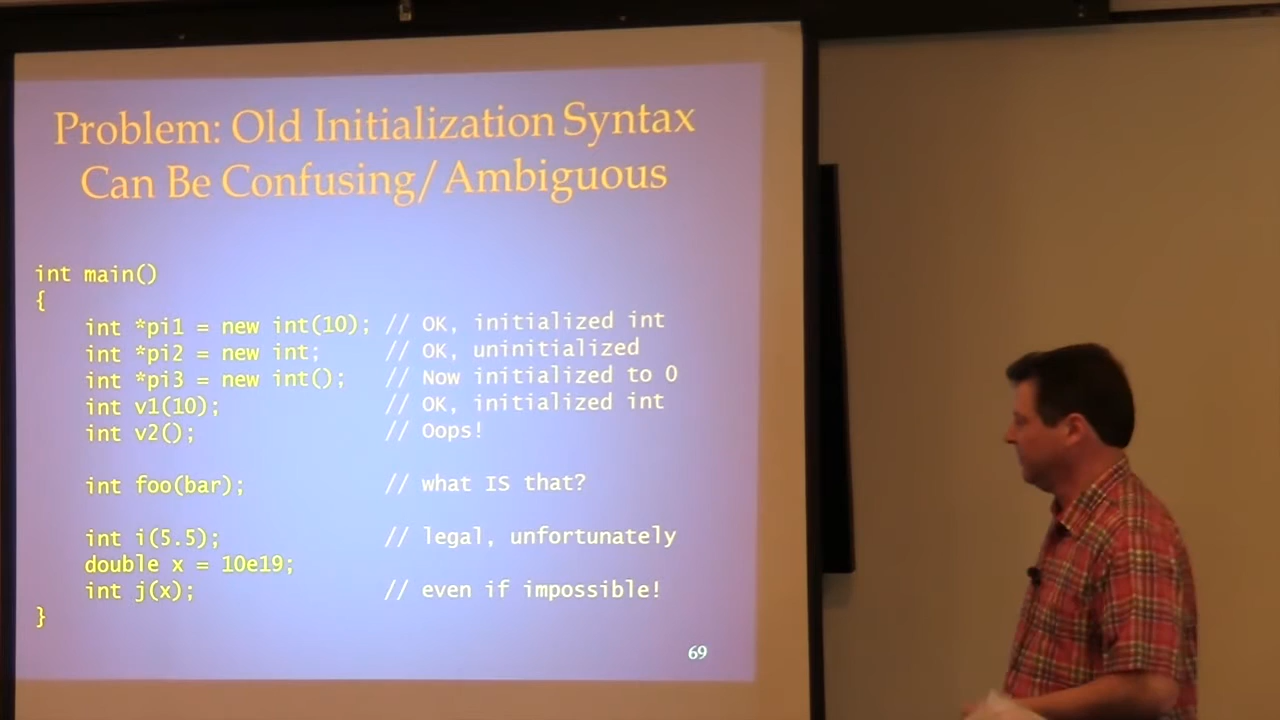 Problem: Old Initialization Syntax
Can Be Confusing/Ambiguous
int main()
{
int *pi1 = new int(10); // OK, initialized int
int *pi2 = new int; // OK, uninitialized
int *pi3 = new int(); // Now initialized to 0
int v1(10); // OK, initialized int
int v2(); // Oops!
int foo(bar); // what IS that?
int i(5.5); // legal, unfortunately
double x = 10e19;
int j(x); // even if impossible!
}
69